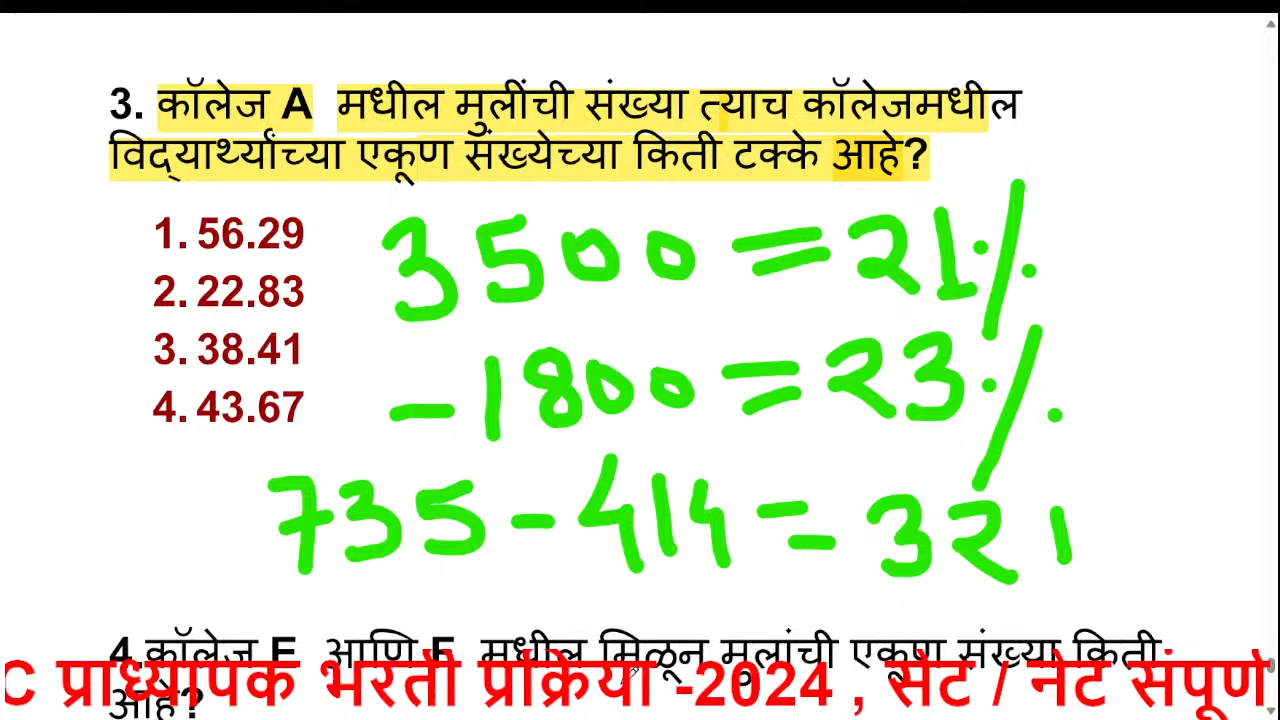 3. कॉलेज A मधील मुलींची संख्या त्याच कॉलेजमधील
विद्यार्थ्यांच्या एकूण संख्येच्या किती टक्के आहे?
1. 56.29
2. 22.83
3. 38.41
4. 43.67
3500 = 21%
- 1800 = 23%
735 - 414 = 321
4 कॉलेज E आणि F मधील मिळून मुलांची एकूण संख्या किती
आहे?
C प्राध्यापक भरती प्रक्रिया -2024 , सेट / नेट संपूर्ण